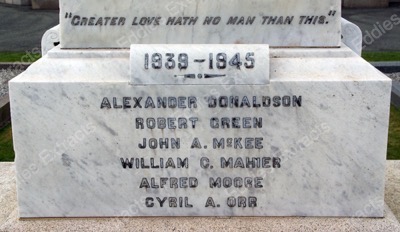 "GREATER LOVE HATH NO MAN THAN THIS."
1939-1945
ALEXANDER DONALDSON
ROBERT GREEN
JOHN A. McKEE
WILLIAM C. MAHIER
ALFRED MOORE
CYRIL A. ORR